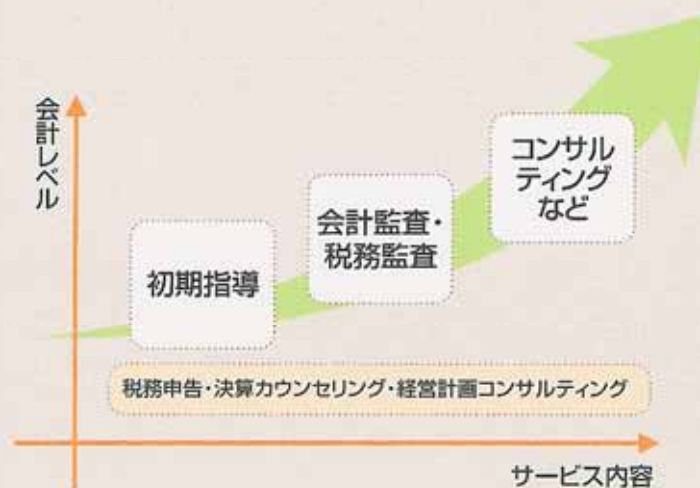 会計レベル
コンサル
ティング
など
会計監査・
税務監査
初期指導
税務申告・決算カウンセリング・経営計画コンサルティング
サービス内容